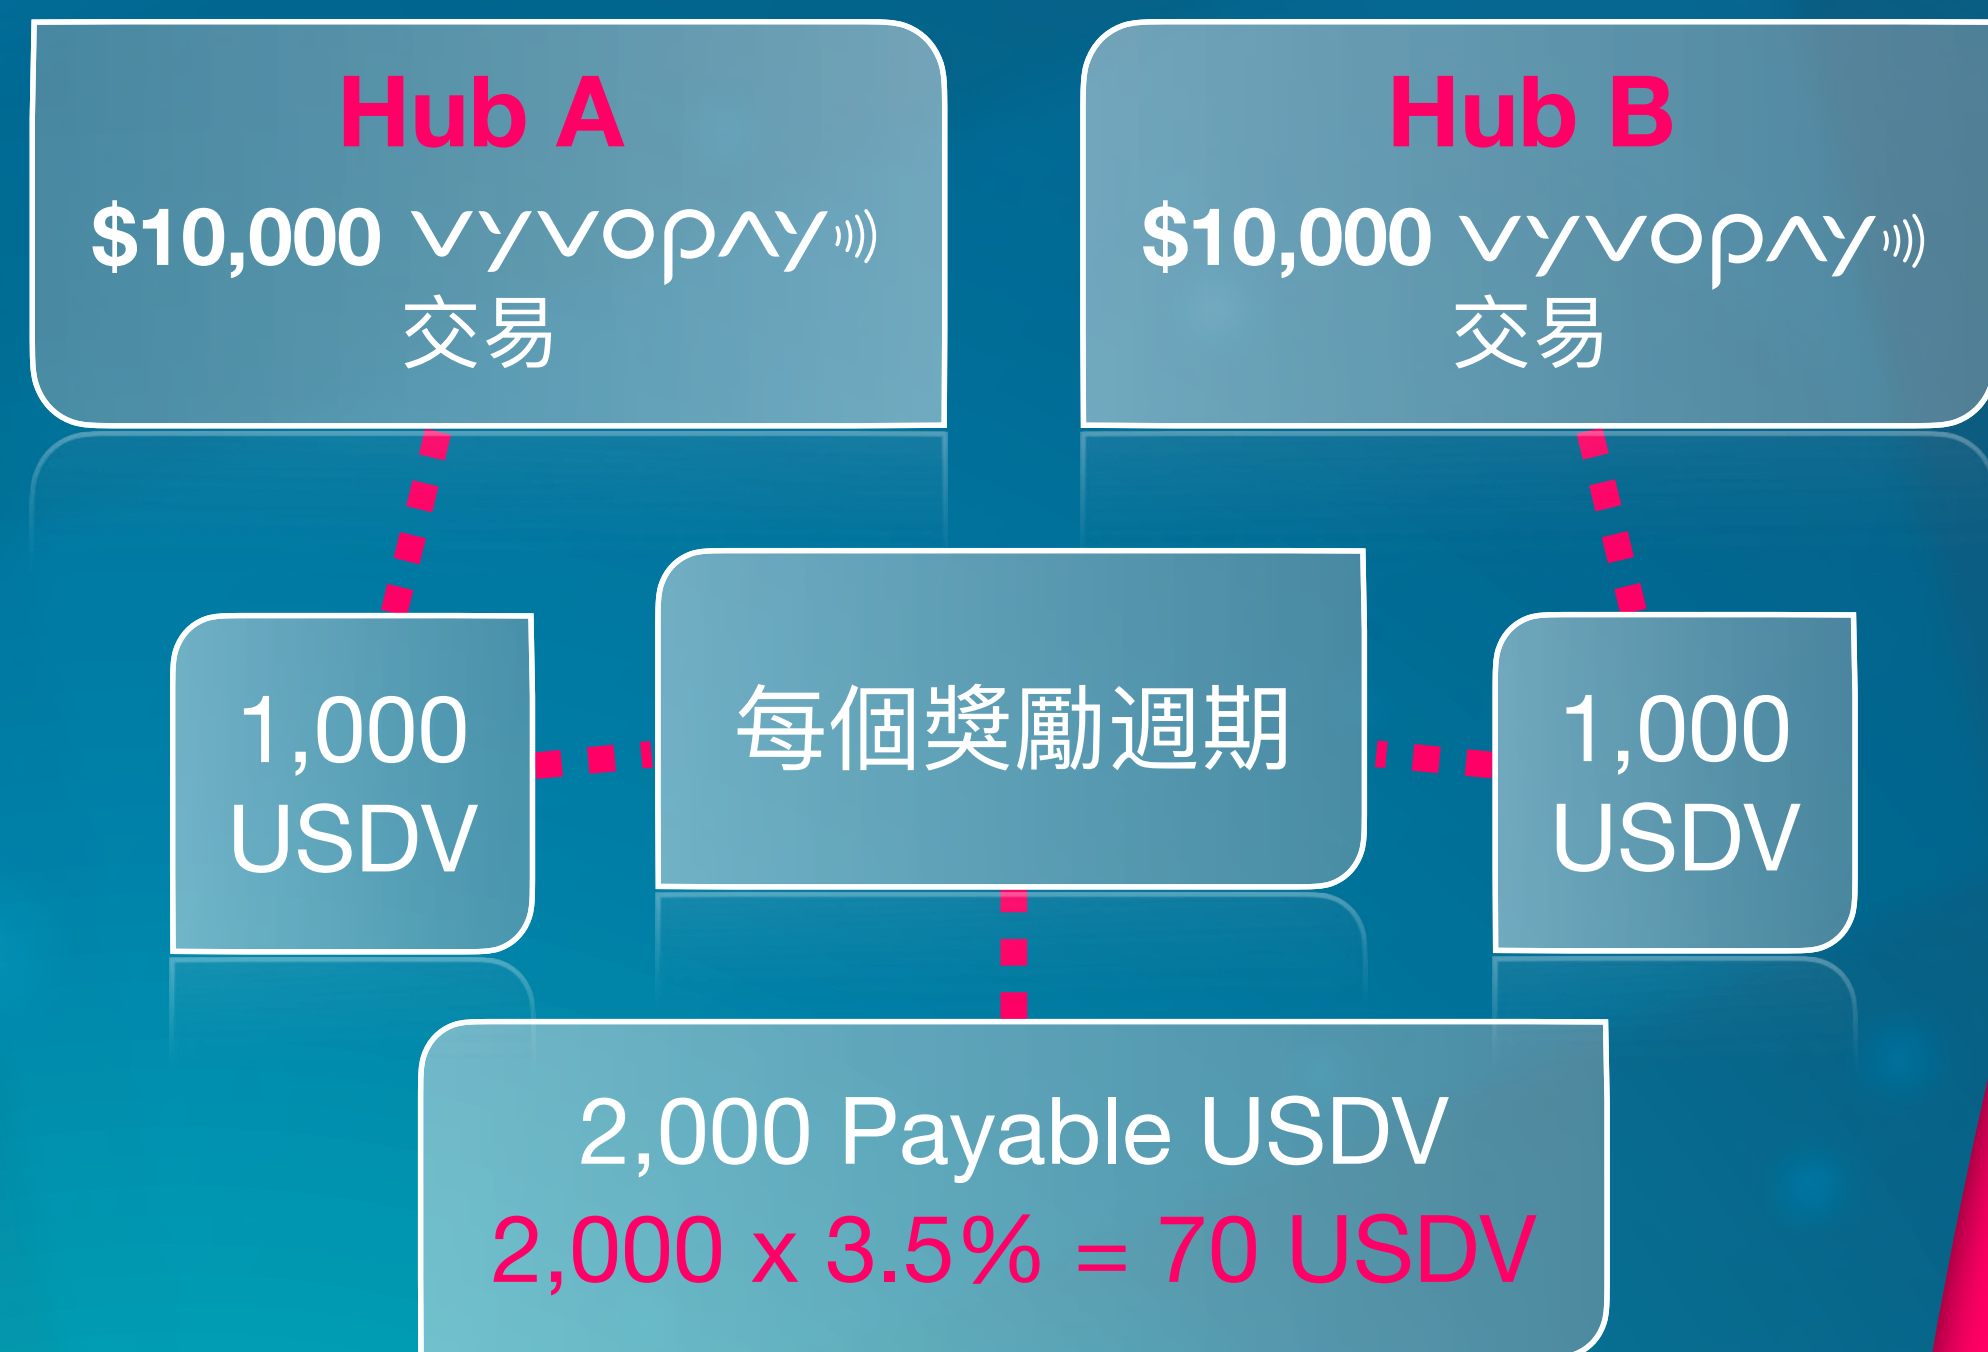 Hub A
$10,000 vyvopay
交易
Hub B
$10,000 vyvopay
交易
1,000
USDV
每個獎勵週期
1,000
USDV
2,000 Payable USDV
2,000 x 3.5% = 70 USDV